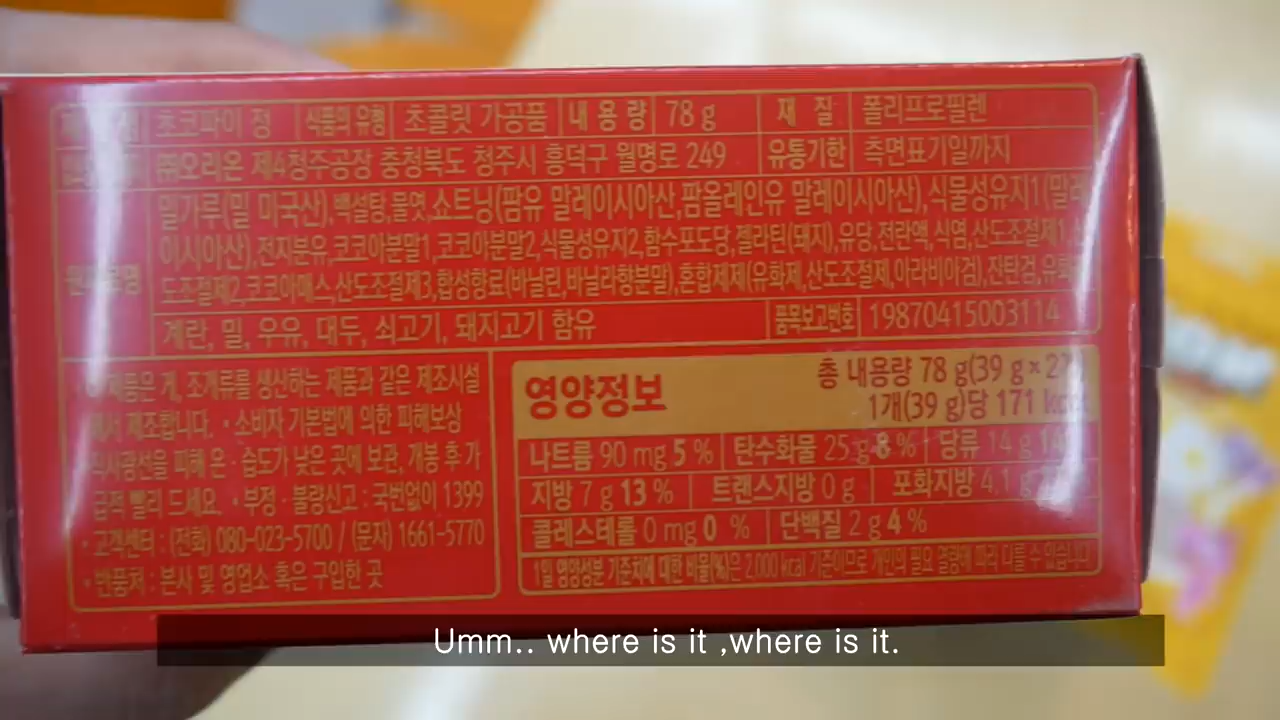 초코파이 정 식품의 유형 초콜릿 가공품 내 용 량 78 g 재 질 폴리프로필렌
㈜오리온 제4청주공장 충청북도 청주시 흥덕구 월명로 249 유통기한 측면표기일까지
밀가루(밀 미국산),백설탕,물엿,쇼트닝(팜유 말레이시아산,팜올레인유 말레이시아산),식물성유지1(말레
이시아산),전지분유,코코아분말1,코코아분말2,식물성유지2,함수포도당,젤라틴(돼지),유당,전란액,식염,산도조절제1,
도조절제2,코코아매스,산도조절제3,합성향료(바닐린,바닐라향분말),혼합제제(유화제,산도조절제,아라비아검),잔탄검,유화
계란, 밀, 우유, 대두, 쇠고기, 돼지고기 함유 품목보고번호 19870415003114
제품은 게, 조개류를 생산하는 제품과 같은 제조시설
에서 제조합니다. · 소비자 기본법에 의한 피해보상
직사광선을 피해 온 · 습도가 낮은 곳에 보관, 개봉 후 가
급적 빨리 드세요. · 부정 · 불량신고 : 국번없이 1399
· 고객센터 : (전화) 080-023-5700 / (문자) 1661-5770
· 반품처 : 본사 및 영업소 혹은 구입한 곳
영양정보
총 내용량 78 g(39 g × 2
1개(39 g)당 171 kcal
나트륨 90 mg 5 % 탄수화물 25 g 8 % 당류 14 g
지방 7 g 13 % 트랜스지방 0 g 포화지방 4.1 g
콜레스테롤 0 mg 0 % 단백질 2 g 4 %
1일 영양성분 기준치에 대한 비율(%)은 2,000 kcal 기준이므로 개인의 필요 열량에 따라 다를 수 있습니다
Umm.. where is it ,where is it.